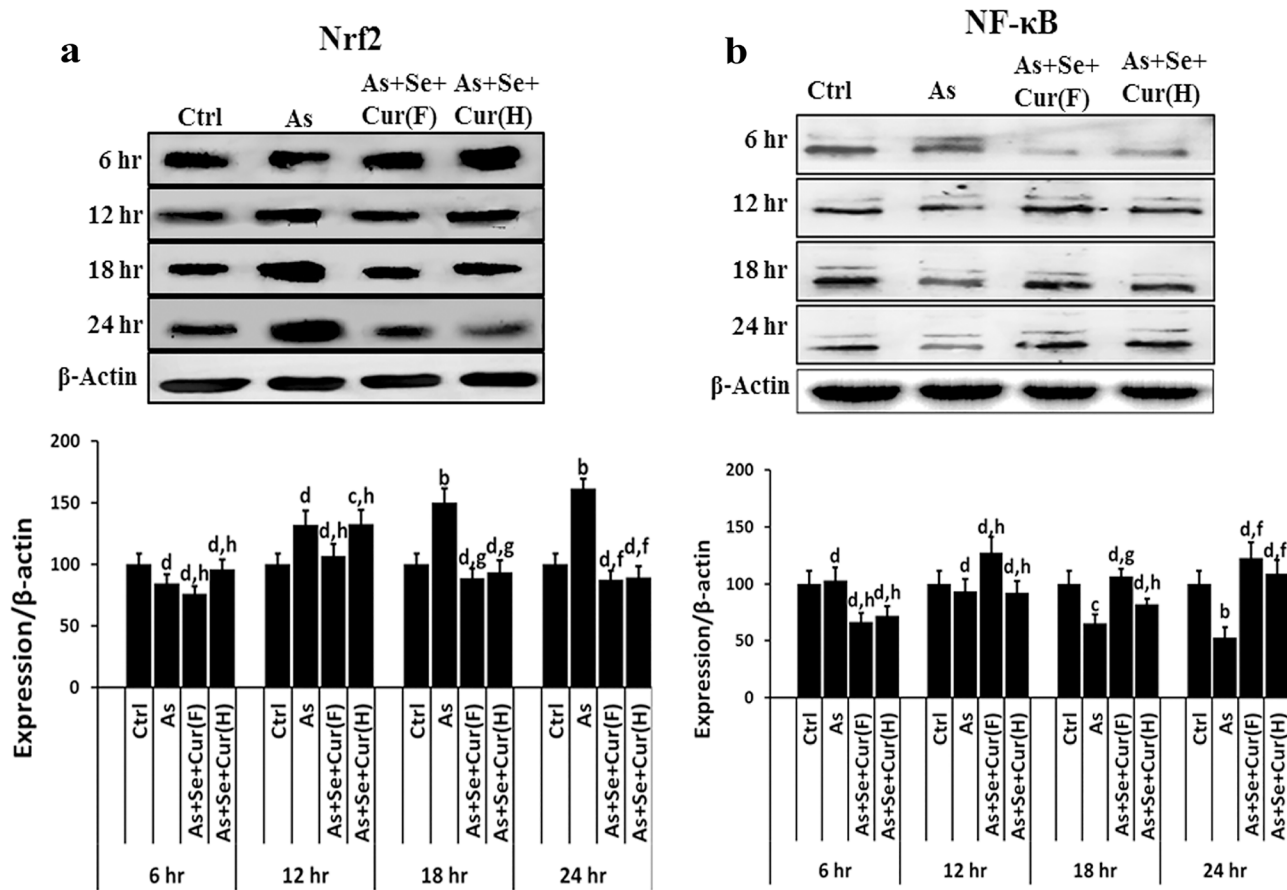 a
Nrf2
Ctrl
As
As+Se+
Cur(F)
As+Se+
Cur(H)
6 hr
12 hr
18 hr
24 hr
β-Actin
200
150
100
50
0
Expression/β-actin
d
d,h
d,h
d
d,h
c,h
b
d,g
d,g
b
d,f
d,f
Ctrl
As
As+Se+Cur(F)
As+Se+Cur(H)
Ctrl
As
As+Se+Cur(F)
As+Se+Cur(H)
Ctrl
As
As+Se+Cur(F)
As+Se+Cur(H)
Ctrl
As
As+Se+Cur(F)
As+Se+Cur(H)
6 hr
12 hr
18 hr
24 hr
b
NF-κB
Ctrl
As
As+Se+
Cur(F)
As+Se+
Cur(H)
6 hr
12 hr
18 hr
24 hr
β-Actin
200
150
100
50
0
Expression/β-actin
d
d,h
d,h
d
d,h
d,h
c
d,g
d,h
b
d,f
d,f
Ctrl
As
As+Se+Cur(F)
As+Se+Cur(H)
Ctrl
As
As+Se+Cur(F)
As+Se+Cur(H)
Ctrl
As
As+Se+Cur(F)
As+Se+Cur(H)
Ctrl
As
As+Se+Cur(F)
As+Se+Cur(H)
6 hr
12 hr
18 hr
24 hr